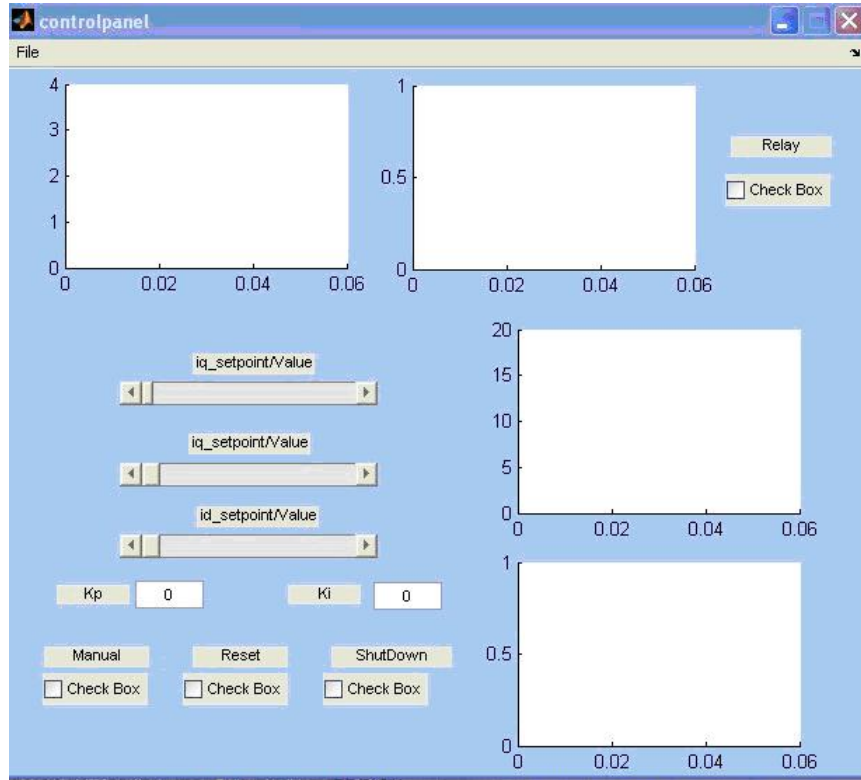 controlpanel
File
4
3
2
1
0
0 0.02 0.04 0.06
1
0.5
0
0 0.02 0.04 0.06
Relay
Check Box
iq_setpoint/Value
iq_setpoint/Value
id_setpoint/Value
20
15
10
5
0
0 0.02 0.04 0.06
Kp 0 Ki 0
Manual Reset ShutDown
Check Box Check Box Check Box
1
0.5
0
0 0.02 0.04 0.06